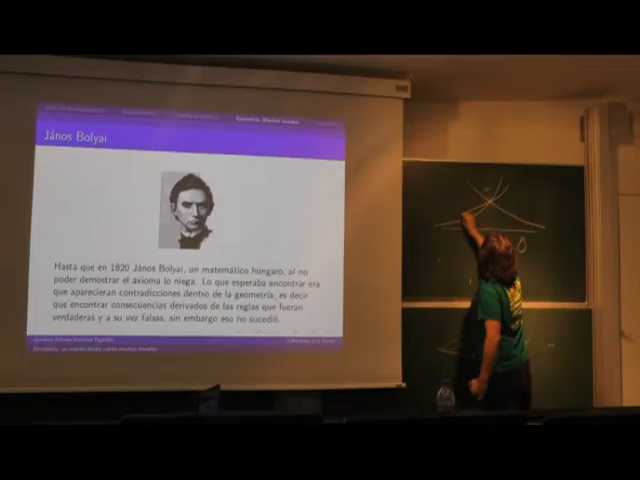 János Bolyai
Hasta que en 1820 János Bolyai, un matemático húngaro, al no
poder demostrar el axioma lo niega. Lo que esperaba encontrar era
que aparecieran contradicciones dentro de la geometría, es decir
que encontrar consecuencias derivados de las reglas que fueran
verdaderas y a su vez falsas, sin embargo eso no sucedió.